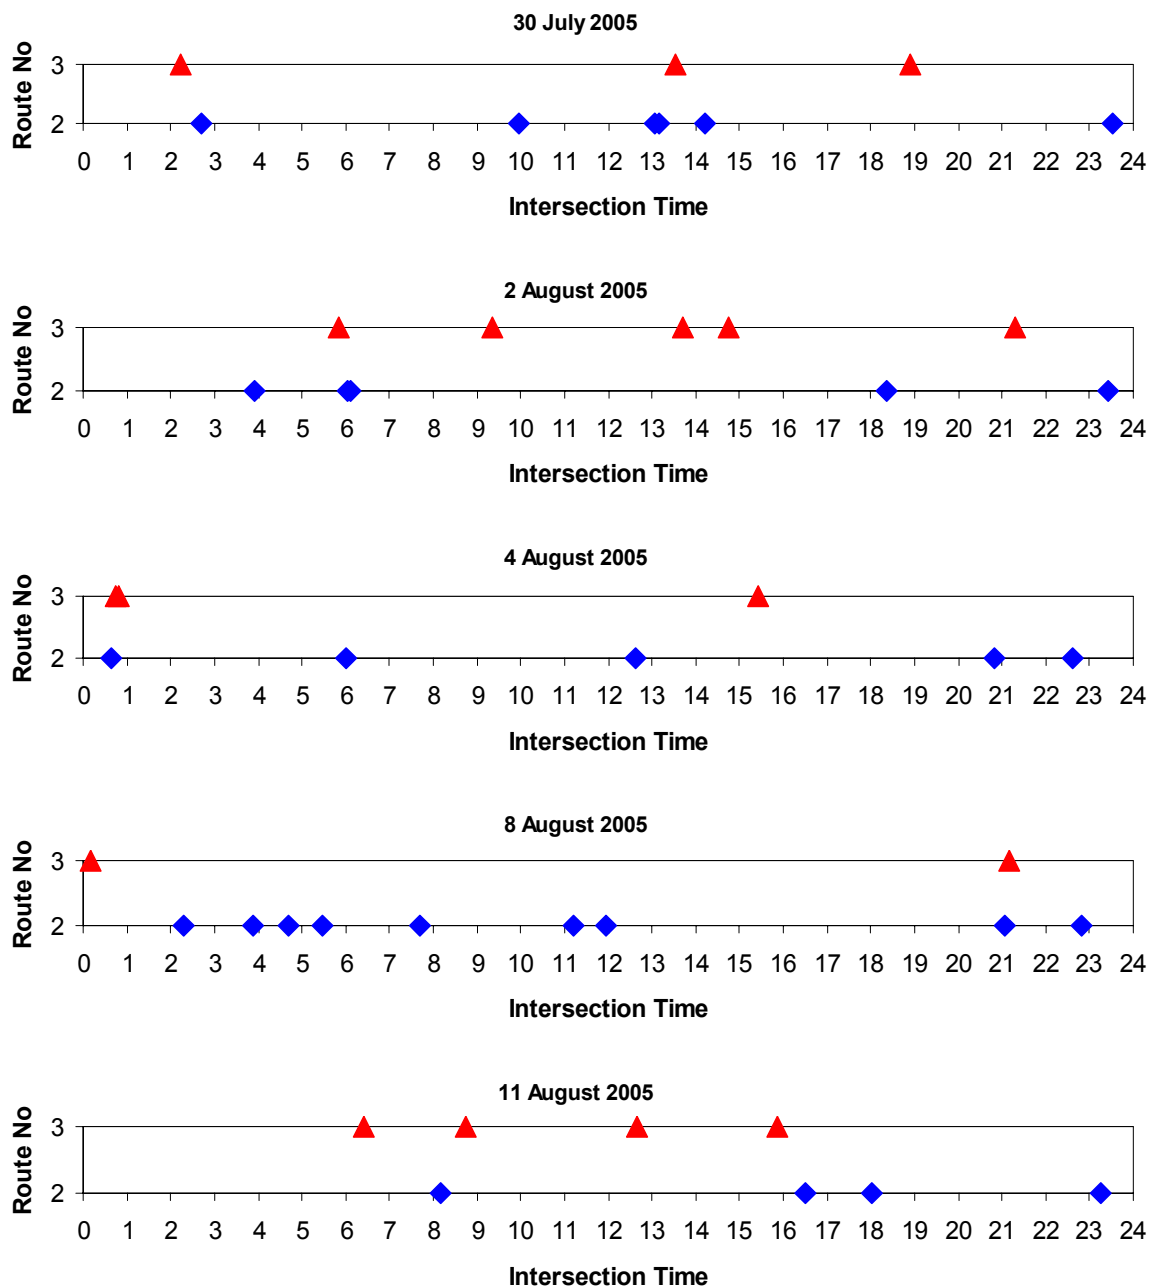 30 July 2005
Route No
3
2
0 1 2 3 4 5 6 7 8 9 10 11 12 13 14 15 16 17 18 19 20 21 22 23 24
Intersection Time
2 August 2005
Route No
3
2
0 1 2 3 4 5 6 7 8 9 10 11 12 13 14 15 16 17 18 19 20 21 22 23 24
Intersection Time
4 August 2005
Route No
3
2
0 1 2 3 4 5 6 7 8 9 10 11 12 13 14 15 16 17 18 19 20 21 22 23 24
Intersection Time
8 August 2005
Route No
3
2
0 1 2 3 4 5 6 7 8 9 10 11 12 13 14 15 16 17 18 19 20 21 22 23 24
Intersection Time
11 August 2005
Route No
3
2
0 1 2 3 4 5 6 7 8 9 10 11 12 13 14 15 16 17 18 19 20 21 22 23 24
Intersection Time